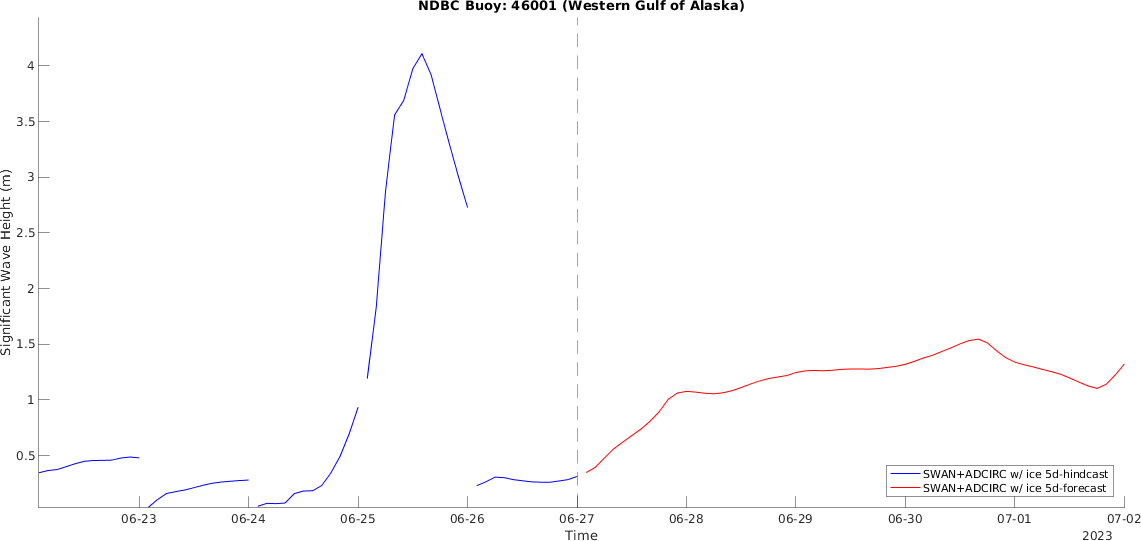 NDBC Buoy: 46001 (Western Gulf of Alaska)
Significant Wave Height (m)
4
3.5
3
2.5
2
1.5
1
0.5
SWAN+ADCIRC w/ ice 5d-hindcast
SWAN+ADCIRC w/ ice 5d-forecast
06-23 06-24 06-25 06-26 06-27 06-28 06-29 06-30 07-01 07-02
Time
2023